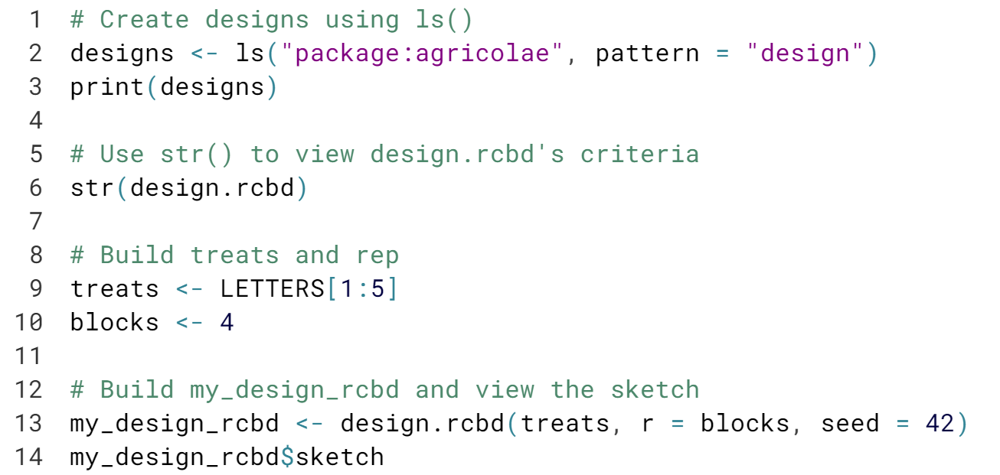 1 # Create designs using ls()
2 designs <- ls("package:agricolae", pattern = "design")
3 print(designs)
4
5 # Use str() to view design.rcbd's criteria
6 str(design.rcbd)
7
8 # Build treats and rep
9 treats <- LETTERS[1:5]
10 blocks <- 4
11
12 # Build my_design_rcbd and view the sketch
13 my_design_rcbd <- design.rcbd(treats, r = blocks, seed = 42)
14 my_design_rcbd$sketch